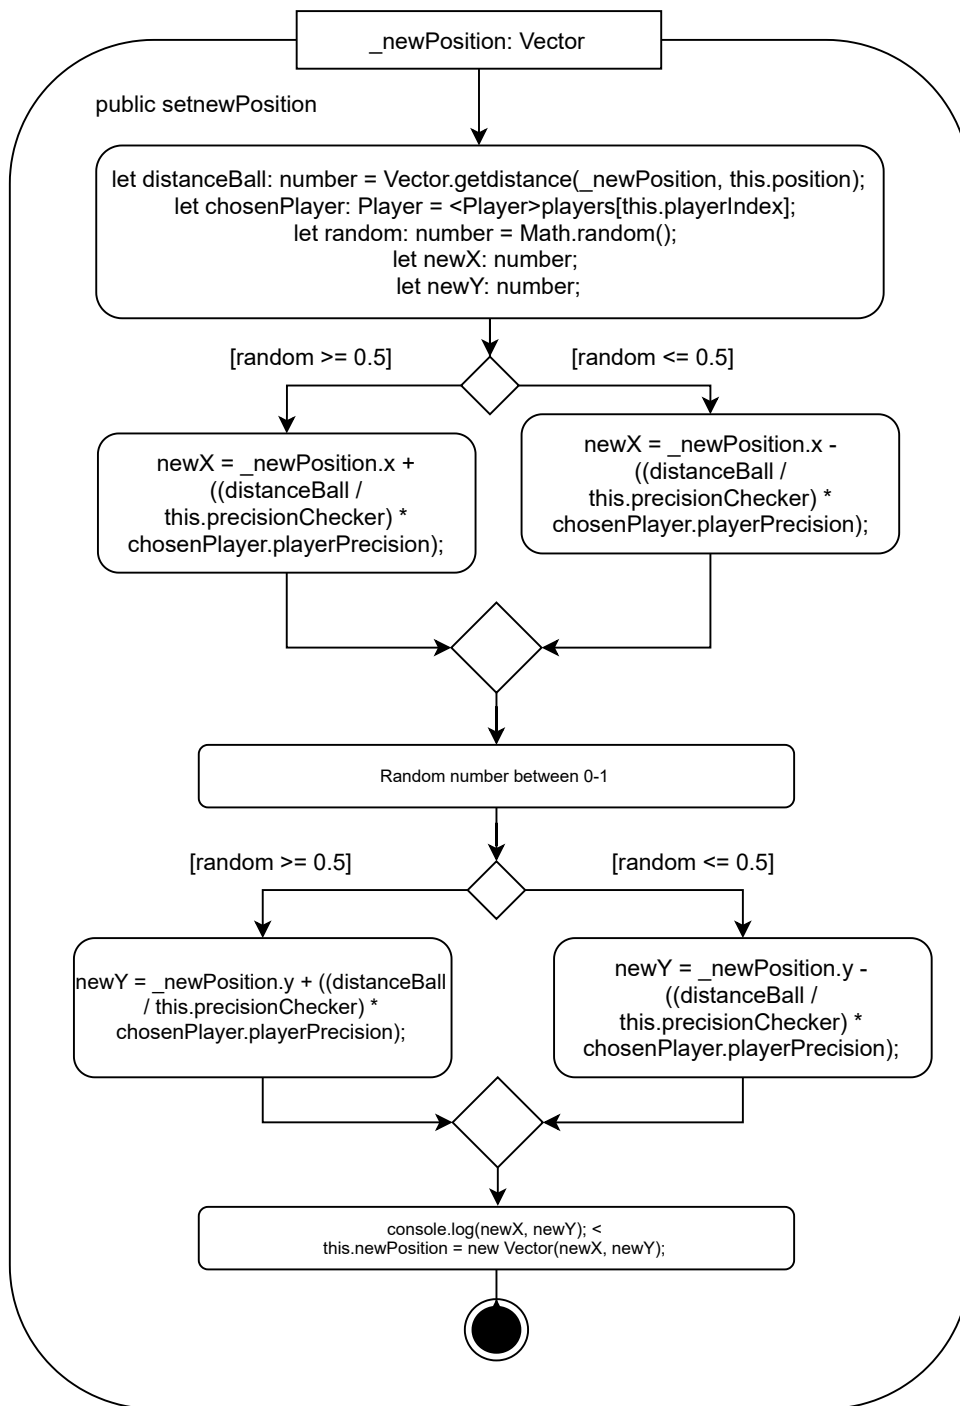 _newPosition: Vector
public setnewPosition
let distanceBall: number = Vector.getdistance(_newPosition, this.position);
let chosenPlayer: Player = <Player>players[this.playerIndex];
let random: number = Math.random();
let newX: number;
let newY: number;
[random >= 0.5]
[random <= 0.5]
newX = _newPosition.x +
((distanceBall /
this.precisionChecker) *
chosenPlayer.playerPrecision);
newX = _newPosition.x -
((distanceBall /
this.precisionChecker) *
chosenPlayer.playerPrecision);
Random number between 0-1
[random >= 0.5]
[random <= 0.5]
newY = _newPosition.y + ((distanceBall
/ this.precisionChecker) *
chosenPlayer.playerPrecision);
newY = _newPosition.y -
((distanceBall /
this.precisionChecker) *
chosenPlayer.playerPrecision);
console.log(newX, newY); <
this.newPosition = new Vector(newX, newY);